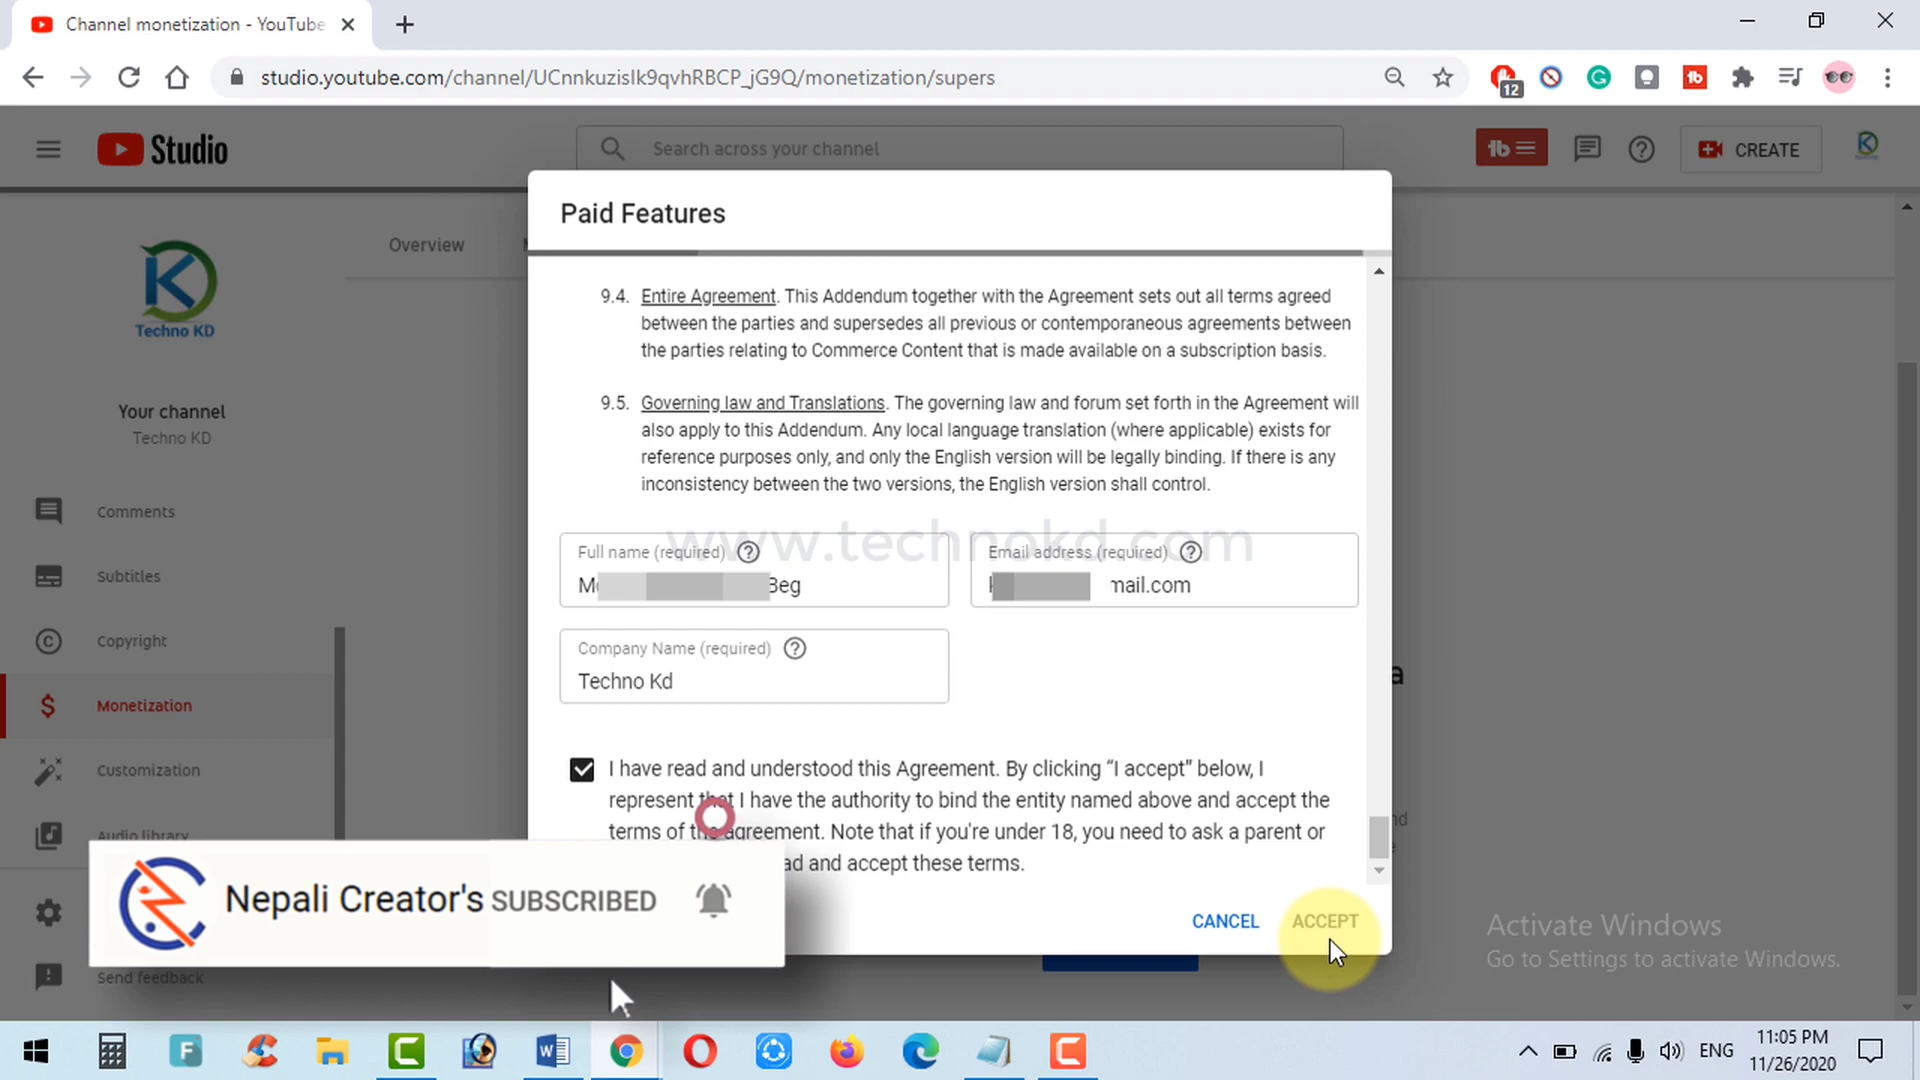 Channel monetization - YouTube
studio.youtube.com/channel/UCnnkuzislk9qvhRBCP_jG9Q/monetization/supers
12
Studio
Search across your channel
CREATE
Paid Features
Overview
9.4. Entire Agreement. This Addendum together with the Agreement sets out all terms agreed
between the parties and supersedes all previous or contemporaneous agreements between
the parties relating to Commerce Content that is made available on a subscription basis.
9.5. Governing law and Translations. The governing law and forum set forth in the Agreement will
also apply to this Addendum. Any local language translation (where applicable) exists for
reference purposes only, and only the English version will be legally binding. If there is any
inconsistency between the two versions, the English version shall control.
www.technokd.com
Full name (required)
Beg
Email address (required)
mail.com
Company Name (required)
Techno Kd
I have read and understood this Agreement. By clicking “I accept” below, I
represent that I have the authority to bind the entity named above and accept the
terms of the agreement. Note that if you're under 18, you need to ask a parent or
ad and accept these terms.
CANCEL
ACCEPT
Techno KD
Your channel
Techno KD
Comments
Subtitles
Copyright
Monetization
Customization
Audio library
Nepali Creator's SUBSCRIBED
Send feedback
Activate Windows
Go to Settings to activate Windows.
ENG
11:05 PM
11/26/2020